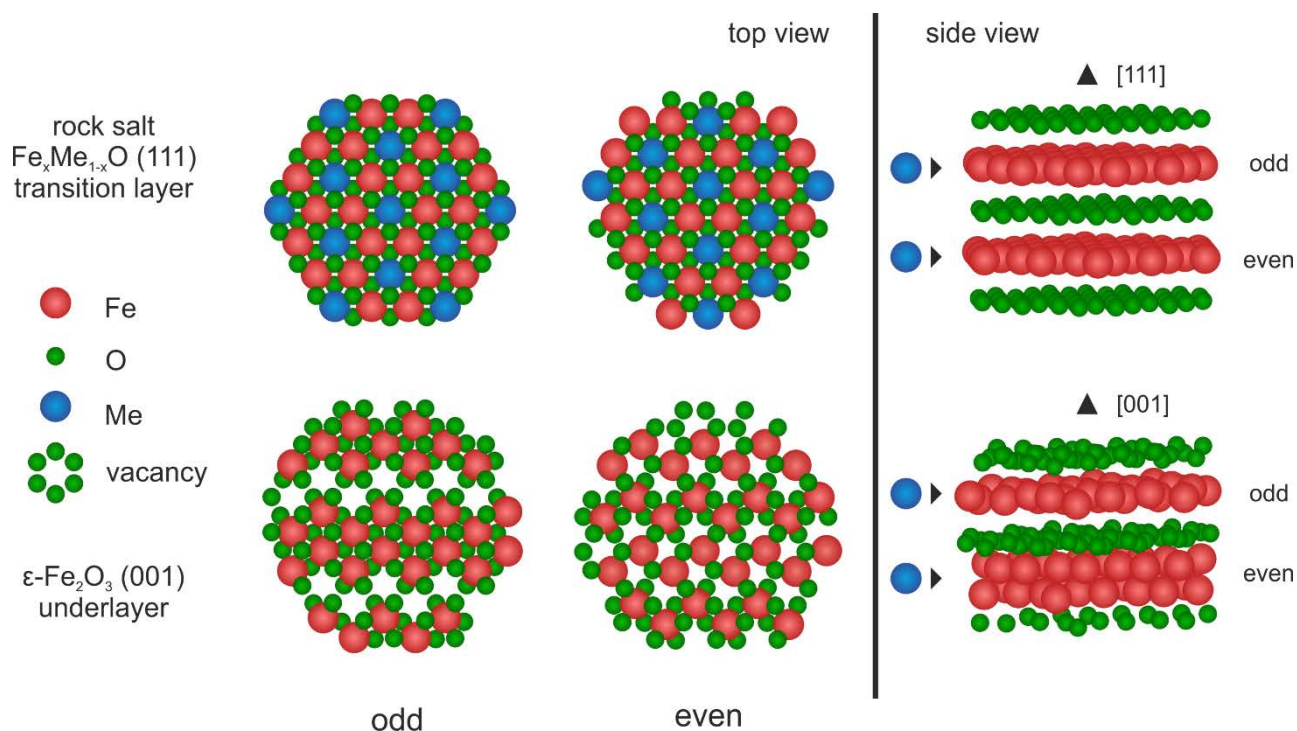 top view
side view
▲ [111]
rock salt
FeₓMe₁₋ₓO (111)
transition layer
odd
even
Fe
O
Me
vacancy
▲ [001]
odd
even
ε-Fe₂O₃ (001)
underlayer
odd
even